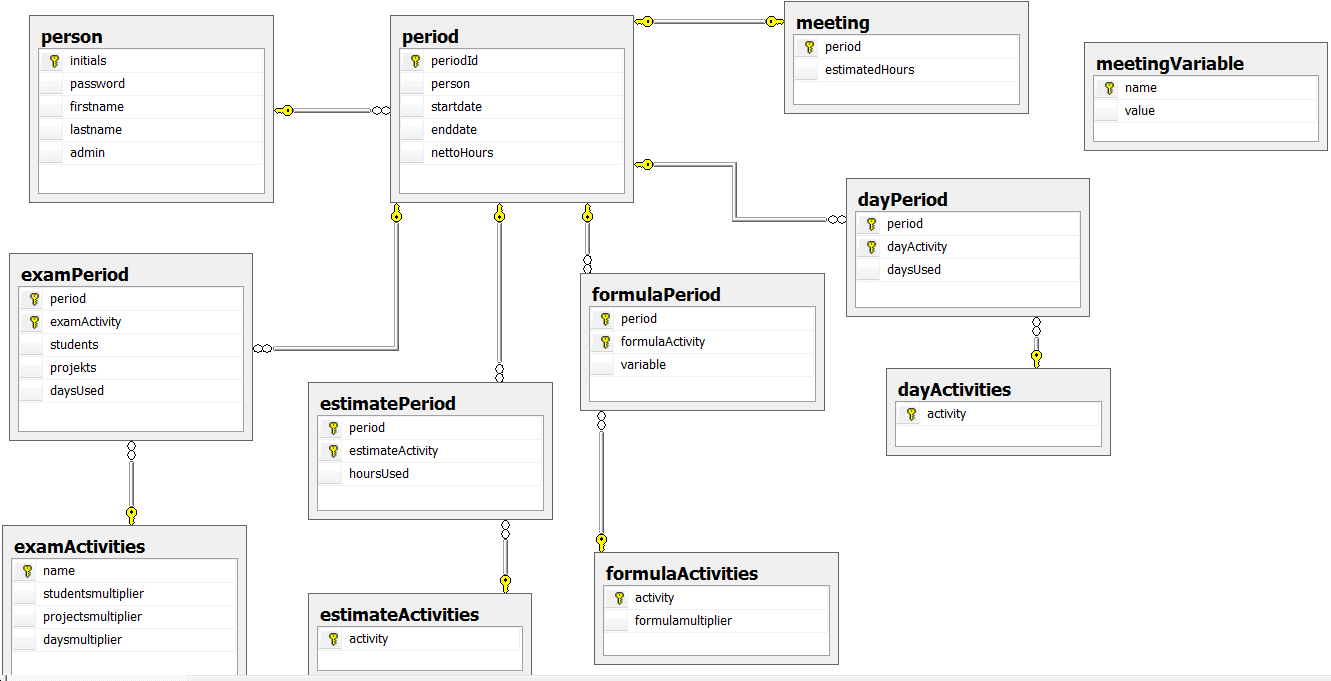 person
initials
password
firstname
lastname
admin
period
periodId
person
startdate
enddate
nettoHours
meeting
period
estimatedHours
meetingVariable
name
value
dayPeriod
period
dayActivity
daysUsed
examPeriod
period
examActivity
students
projekts
daysUsed
formulaPeriod
period
formulaActivity
variable
estimatePeriod
period
estimateActivity
hoursUsed
dayActivities
activity
examActivities
name
studentsmultiplier
projectsmultiplier
daysmultiplier
estimateActivities
activity
formulaActivities
activity
formulamultiplier